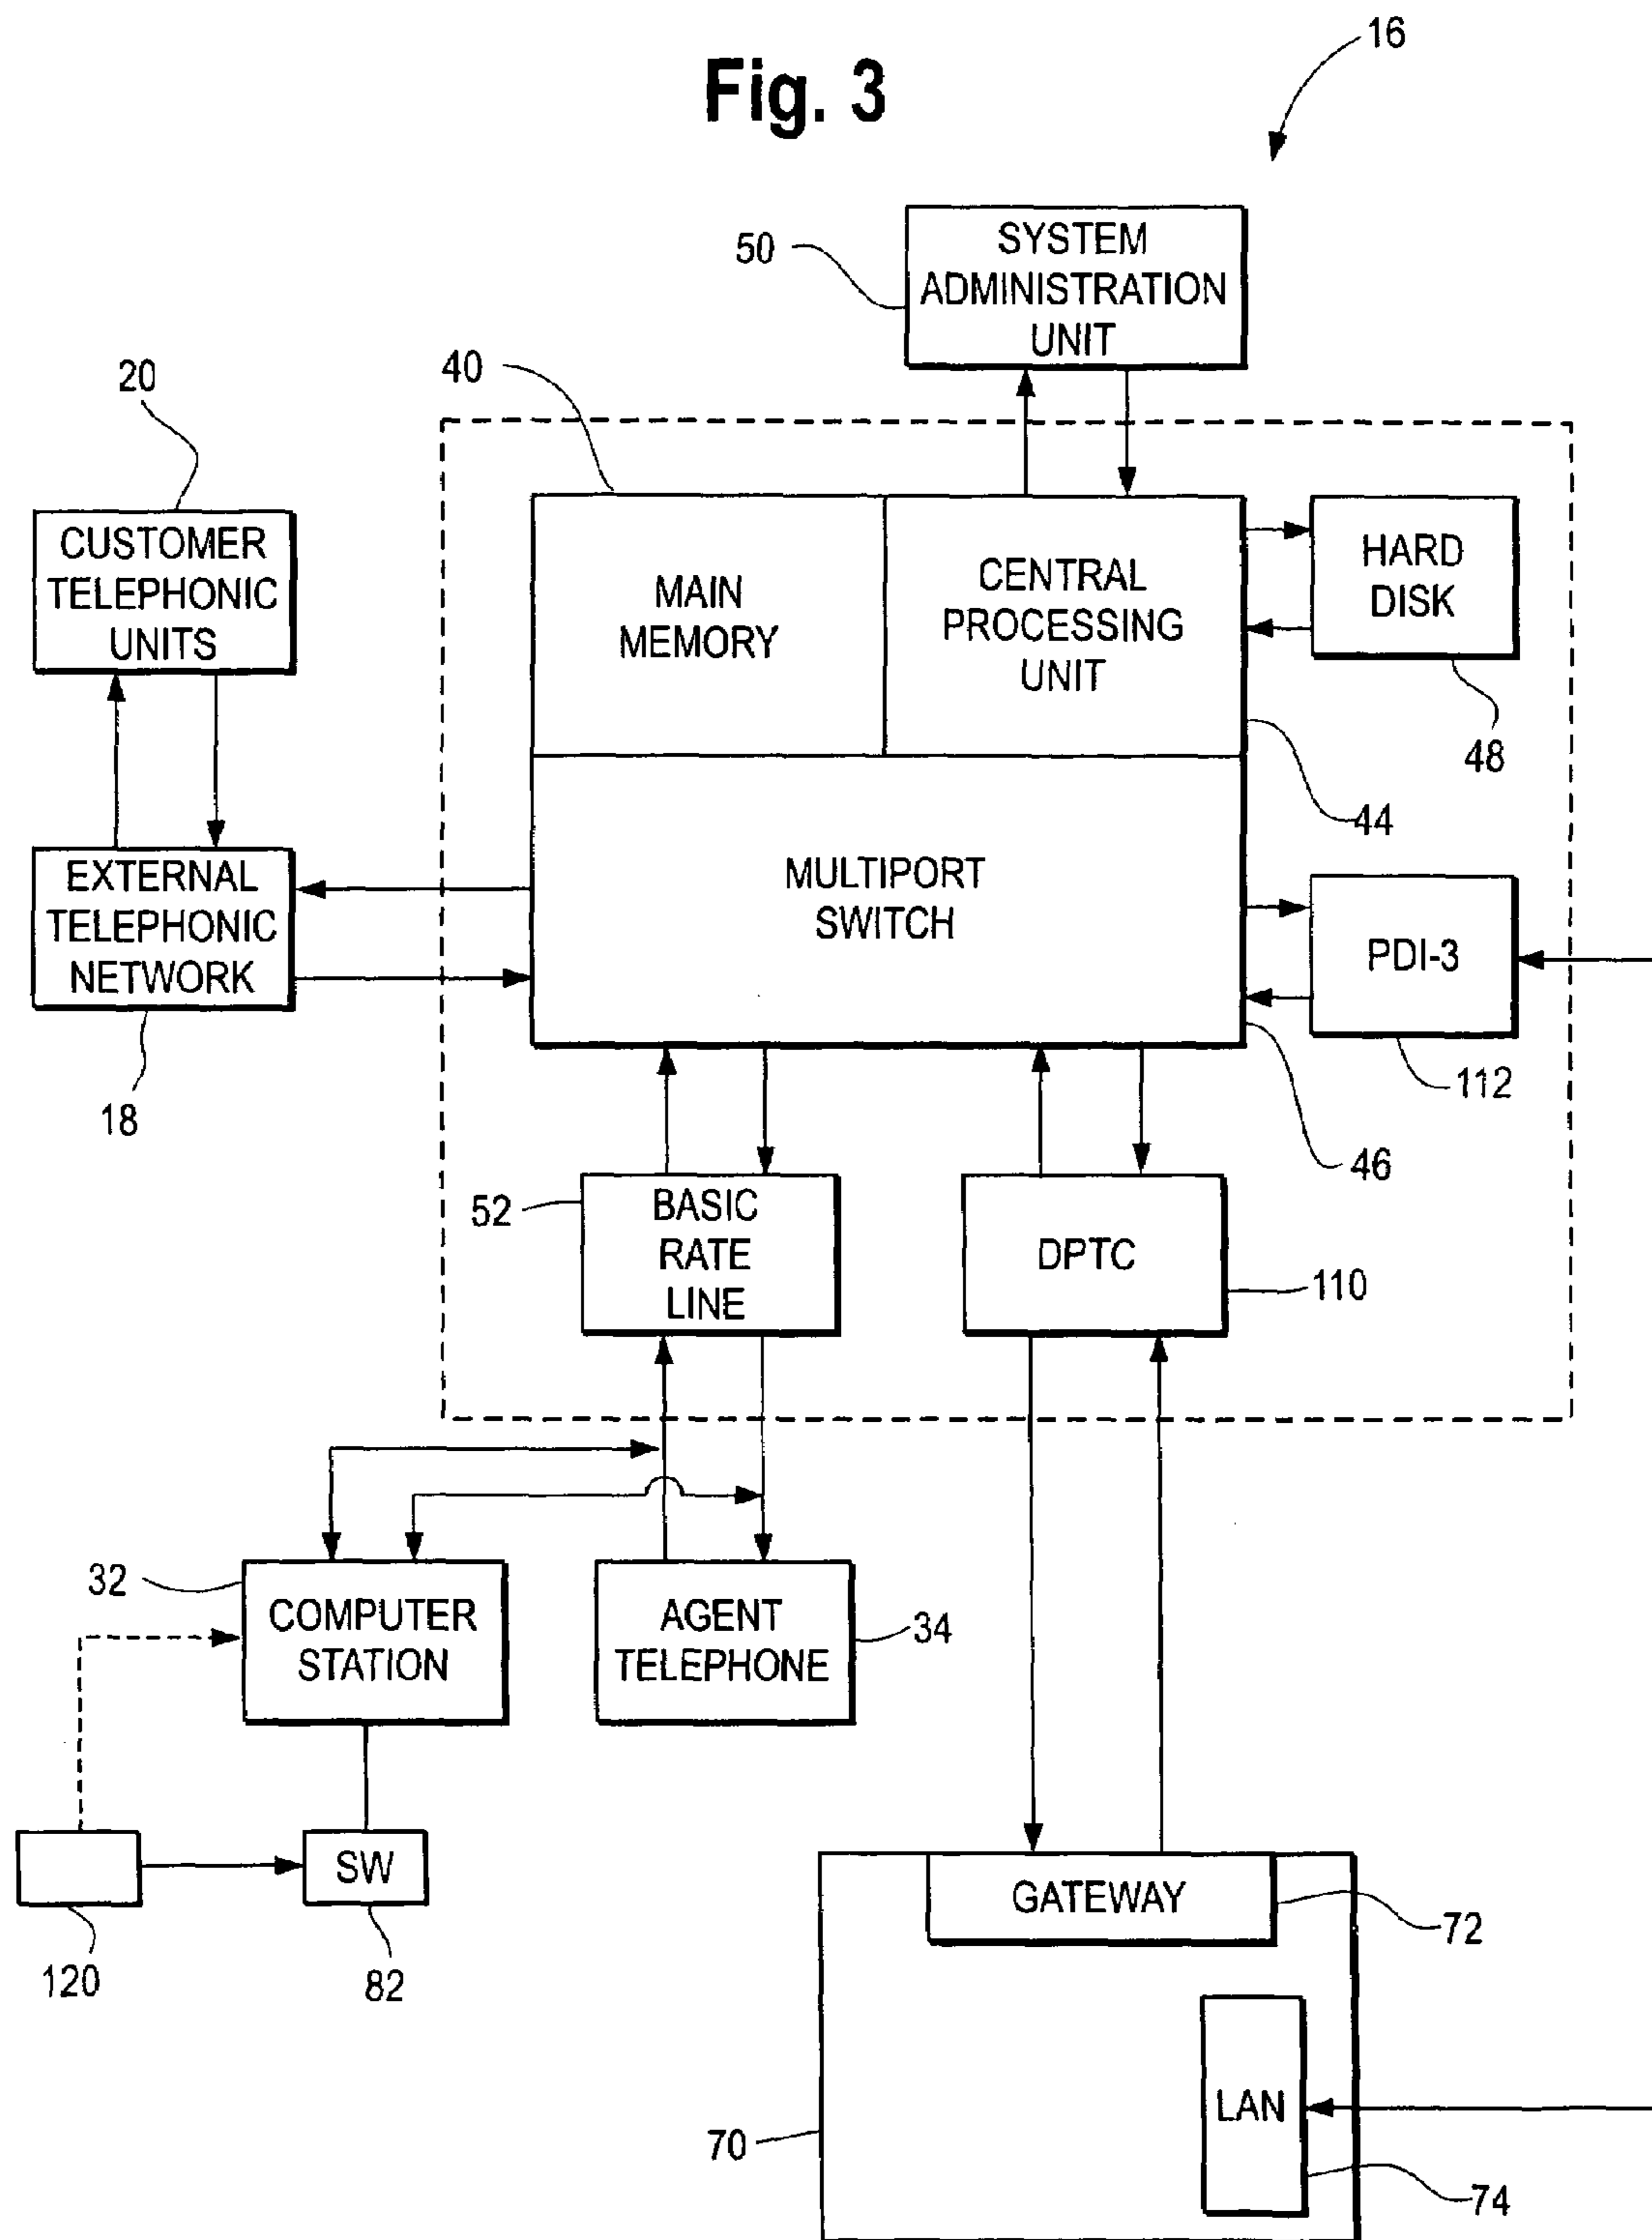 Fig. 3
16
SYSTEM
ADMINISTRATION
UNIT
50
40
20
CUSTOMER
TELEPHONIC
UNITS
MAIN
MEMORY
CENTRAL
PROCESSING
UNIT
HARD
DISK
48
44
EXTERNAL
TELEPHONIC
NETWORK
18
MULTIPORT
SWITCH
PDI-3
112
46
52
BASIC
RATE
LINE
DPTC
110
32
COMPUTER
STATION
AGENT
TELEPHONE
34
SW
120
82
GATEWAY
72
LAN
70
74